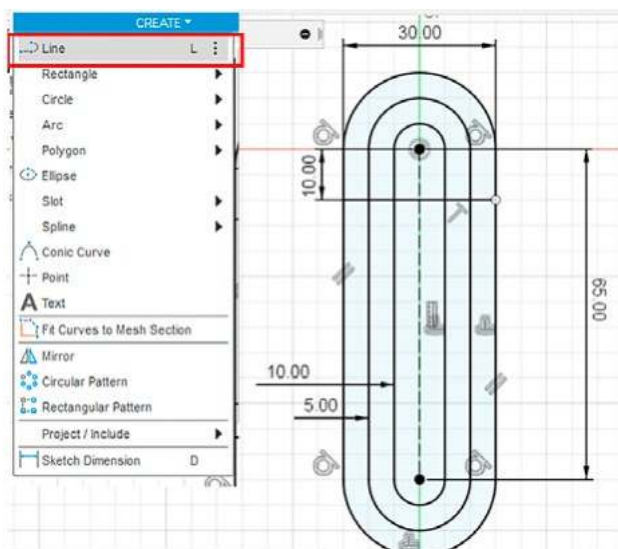 CREATE
Line L
Rectangle
Circle
Arc
Polygon
Ellipse
Slot
Spline
Conic Curve
Point
A Text
Fit Curves to Mesh Section
Mirror
Circular Pattern
Rectangular Pattern
Project / Include
Sketch Dimension D
30.00
10.00
65.00
10.00
5.00